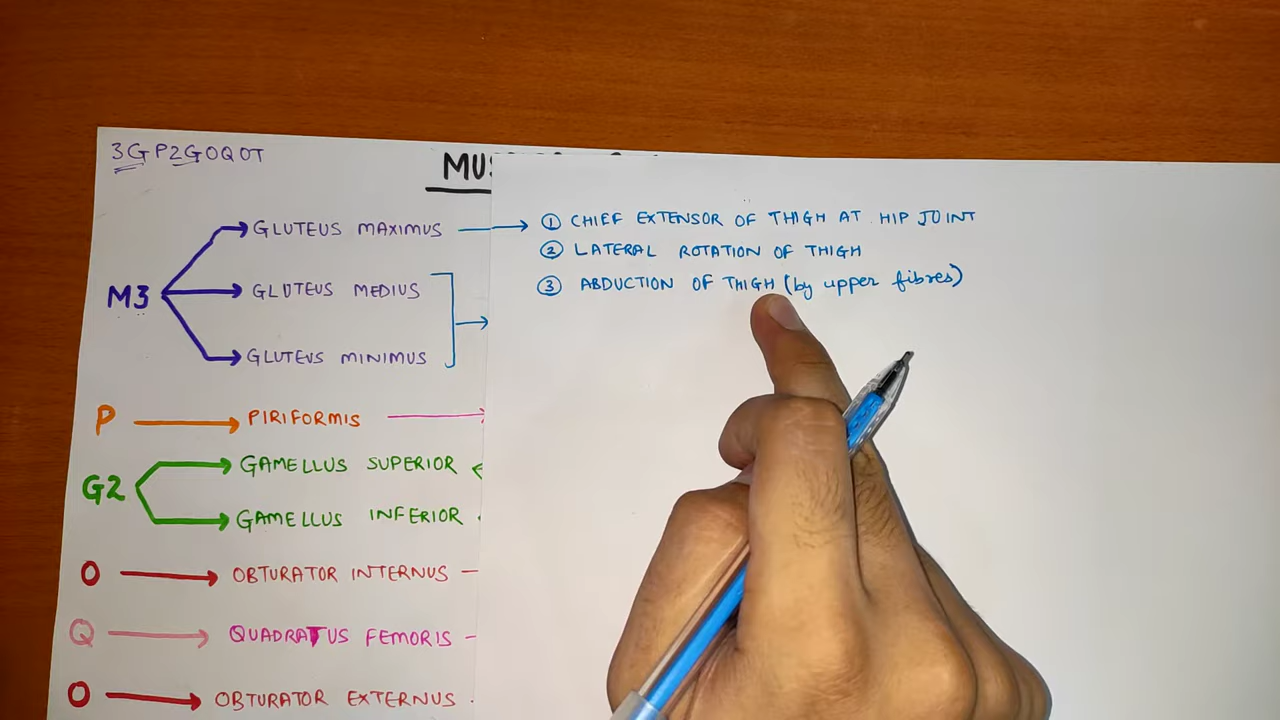 3GP2GOQOT
MUS
GLUTEUS MAXIMUS
① CHIEF EXTENSOR OF THIGH AT HIP JOINT
② LATERAL ROTATION OF THIGH
③ ABDUCTION OF THIGH (by upper fibres)
M3
GLUTEUS MEDIUS
GLUTEUS MINIMUS
P
PIRIFORMIS
G2
GAMELLUS SUPERIOR
GAMELLUS INFERIOR
O
OBTURATOR INTERNUS
Q
QUADRATUS FEMORIS
O
OBTURATOR EXTERNUS